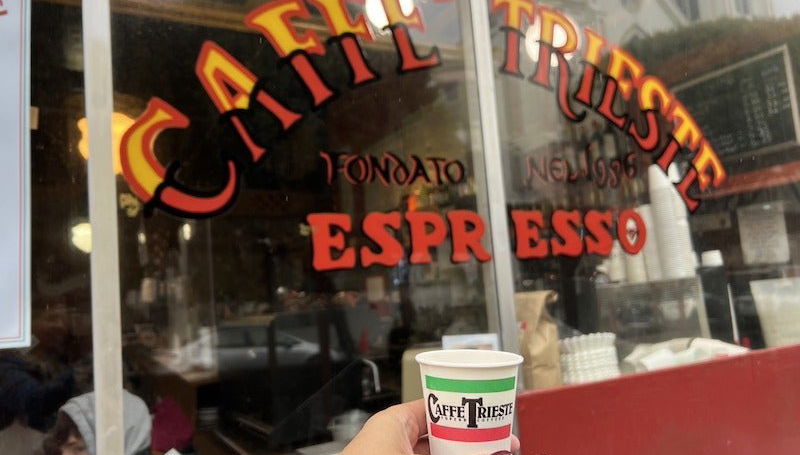 CAFFE TRIESTE
FONDATO NEL 1956
ESPRESSO
CAFFE TRIESTE